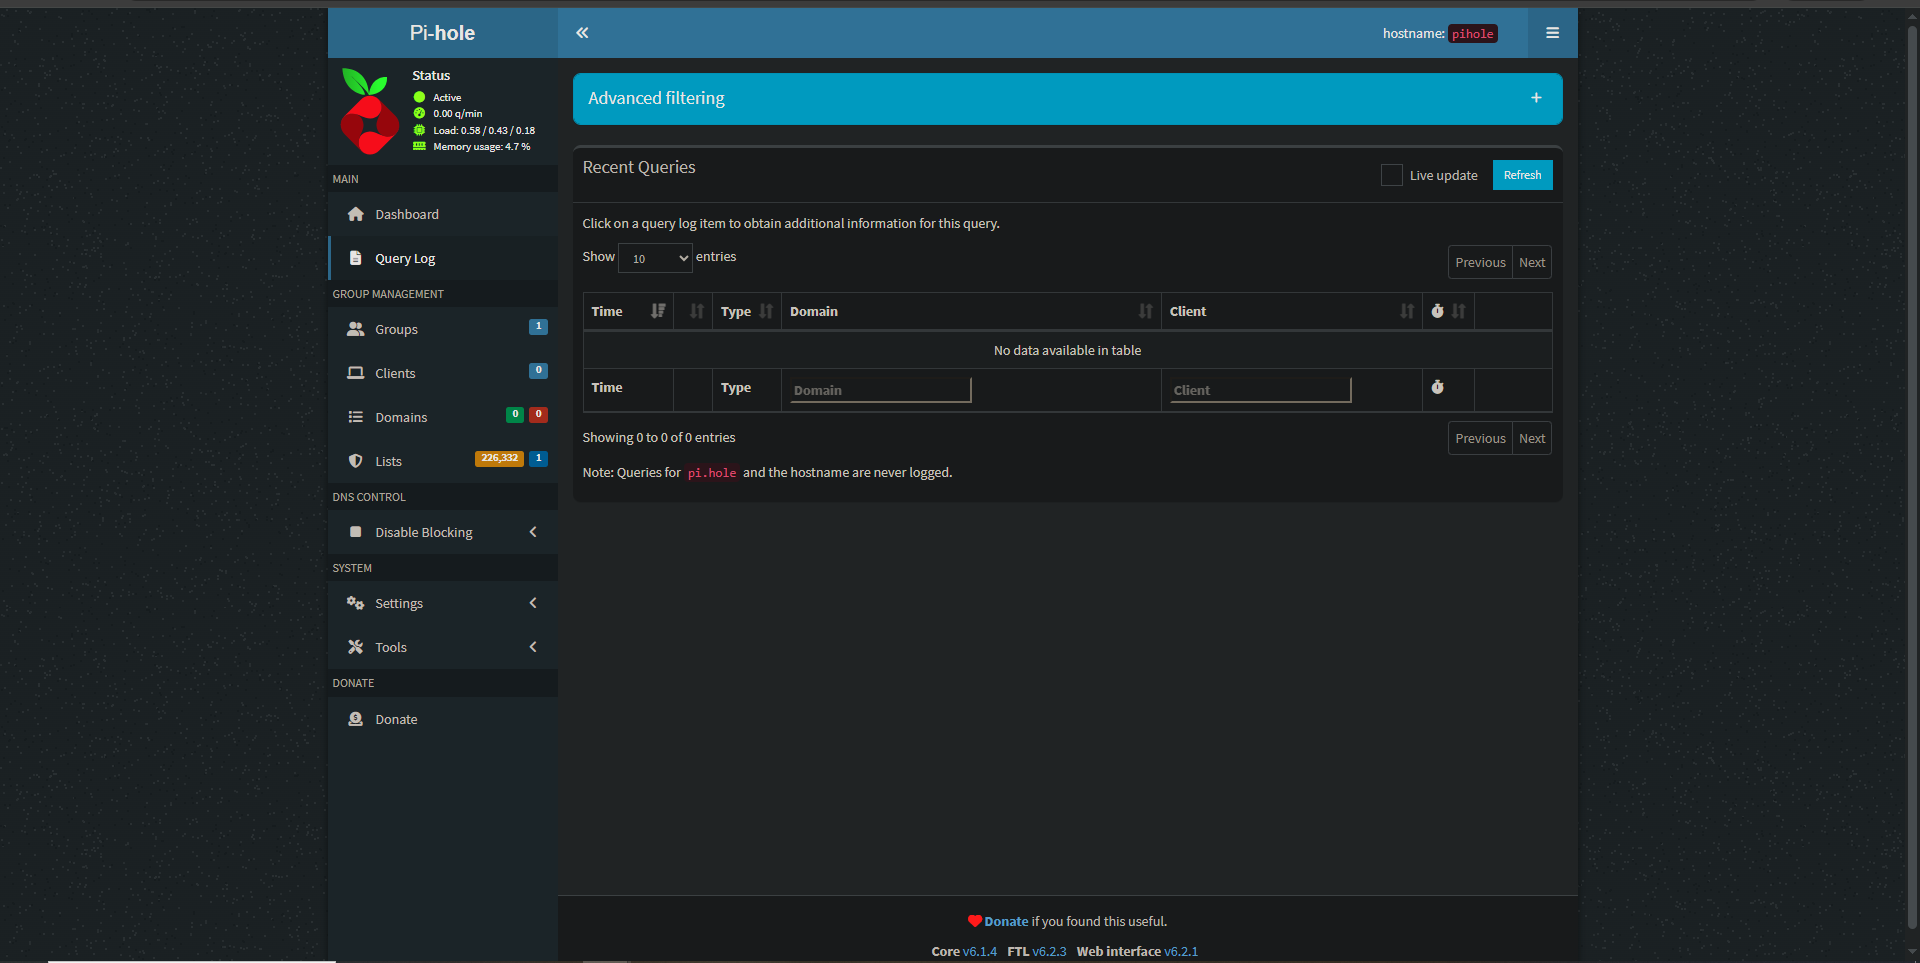 Pi-hole
hostname: pihole
Status
Active
0.00 q/min
Load: 0.58 / 0.43 / 0.18
Memory usage: 4.7 %
MAIN
Dashboard
Query Log
GROUP MANAGEMENT
Groups 1
Clients 0
Domains 0 0
Lists 226,332 1
DNS CONTROL
Disable Blocking
SYSTEM
Settings
Tools
DONATE
Donate
Advanced filtering
Recent Queries
Live update Refresh
Click on a query log item to obtain additional information for this query.
Show 10 entries
Previous Next
Time Type Domain Client
No data available in table
Time Type Domain Client
Showing 0 to 0 of 0 entries
Previous Next
Note: Queries for pi.hole and the hostname are never logged.
Donate if you found this useful.
Core v6.1.4 FTL v6.2.3 Web interface v6.2.1